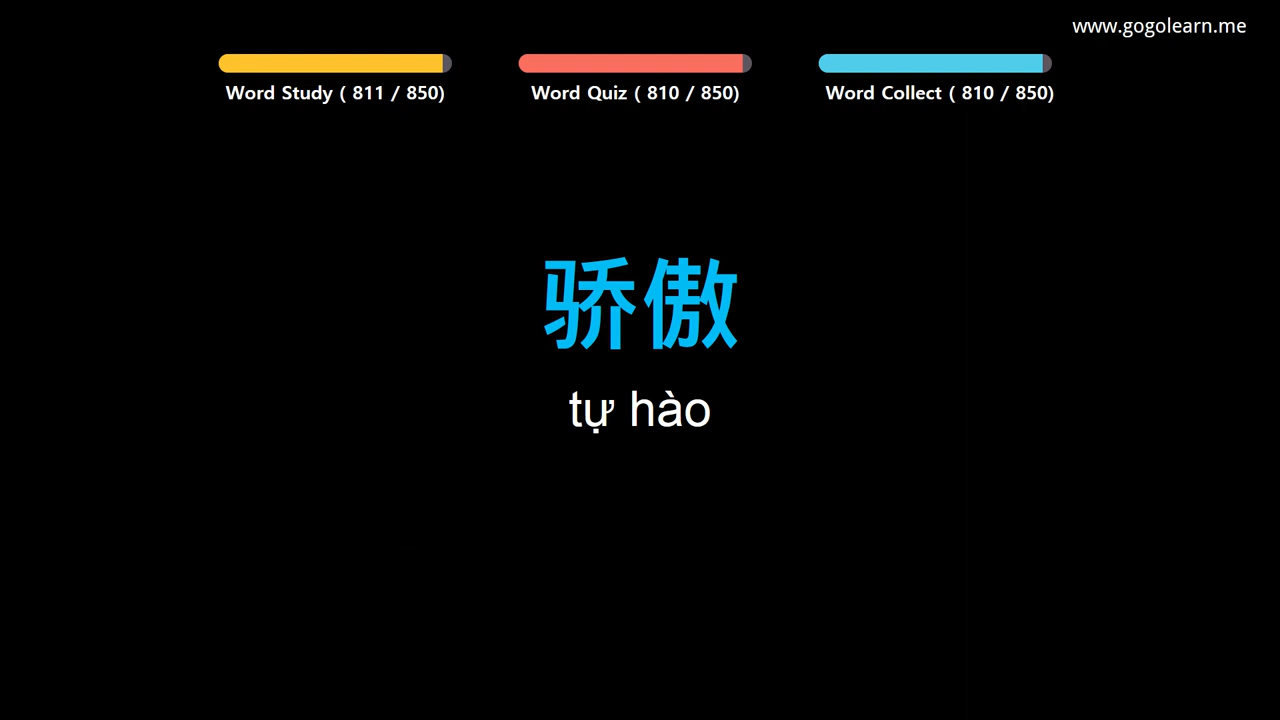 www.gogolearn.me
Word Study ( 811 / 850)
Word Quiz ( 810 / 850)
Word Collect ( 810 / 850)
骄傲
tự hào